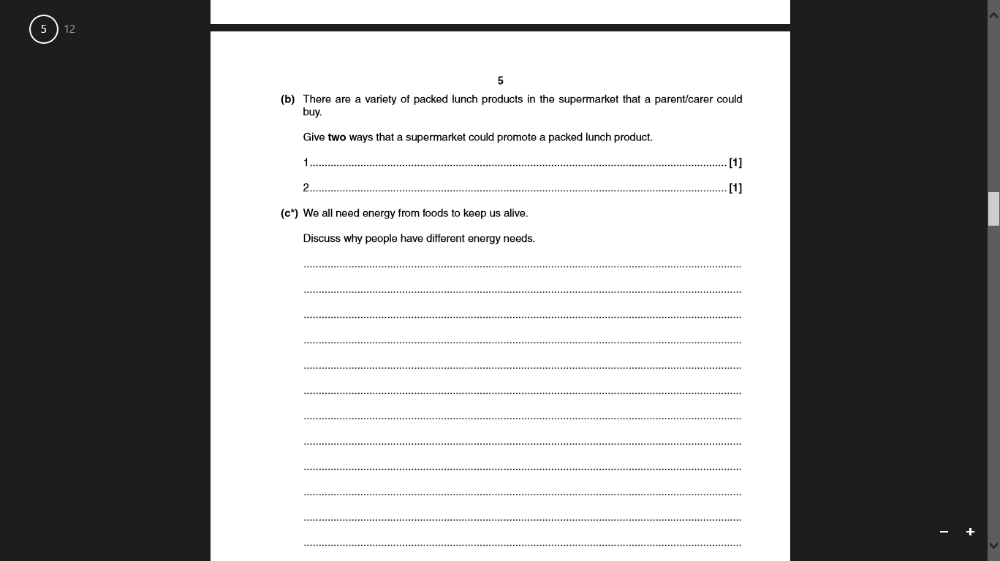 5 12
5
(b) There are a variety of packed lunch products in the supermarket that a parent/carer could
buy.
Give two ways that a supermarket could promote a packed lunch product.
1.................................................................................................................................................. [1]
2.................................................................................................................................................. [1]
(c*) We all need energy from foods to keep us alive.
Discuss why people have different energy needs.